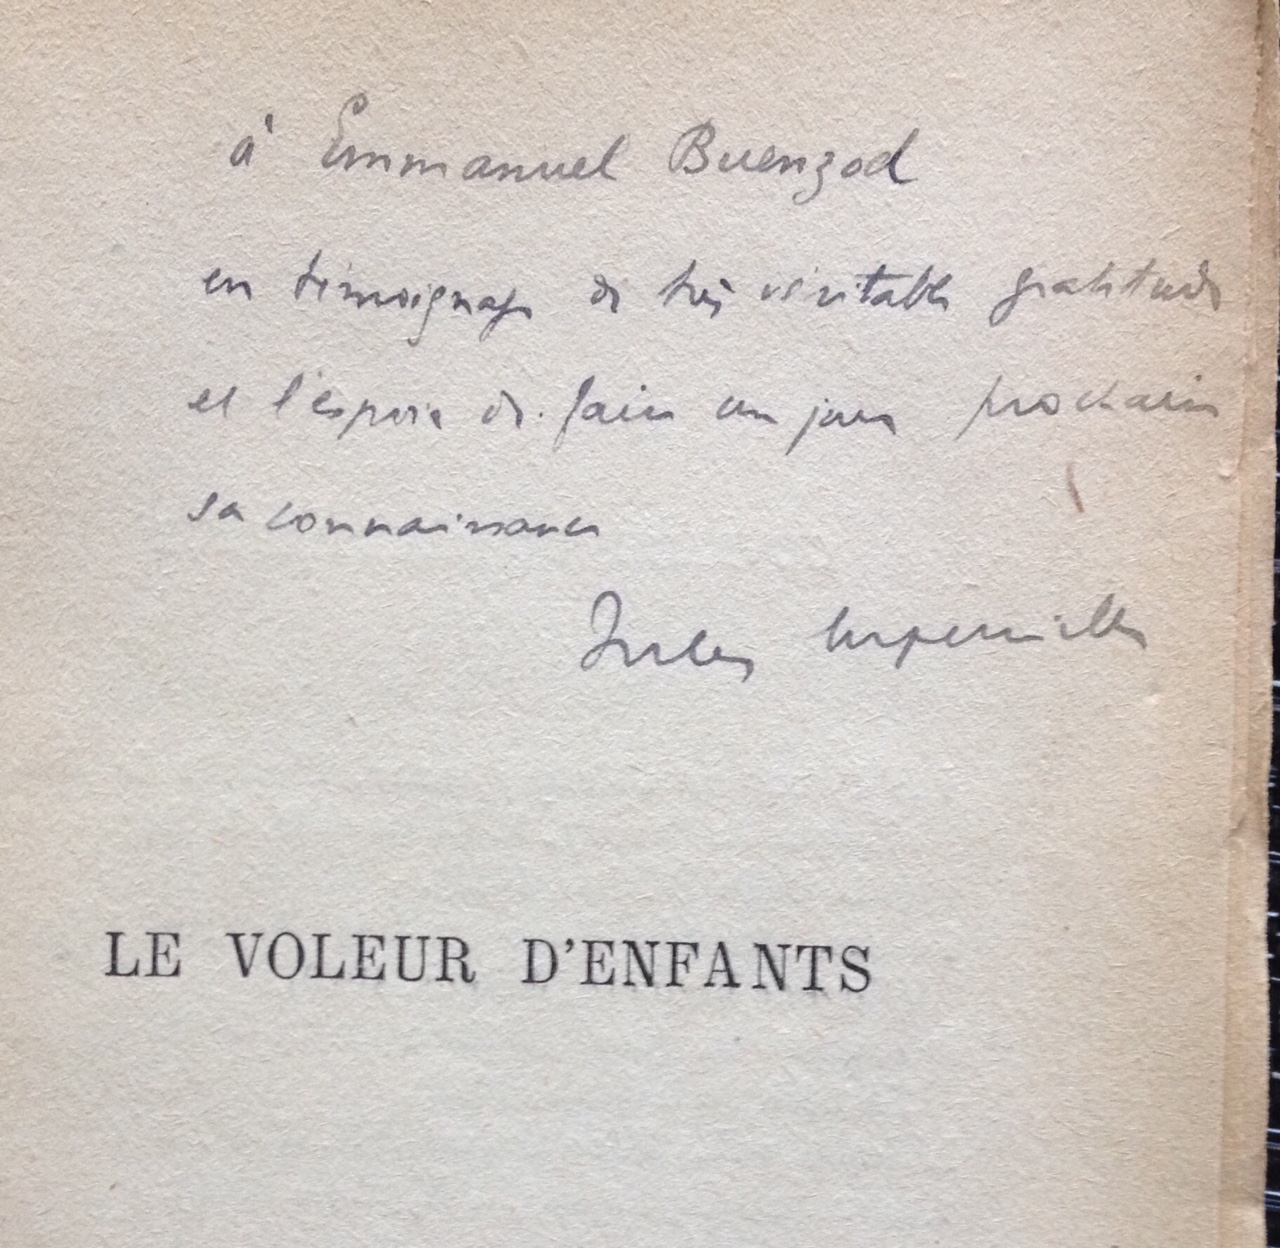 à Emmanuel Buenzod
en témoignage de très véritable gratitude
et l'espoir de faire un jour prochain
sa connaissance
Jules Supervielle
LE VOLEUR D'ENFANTS